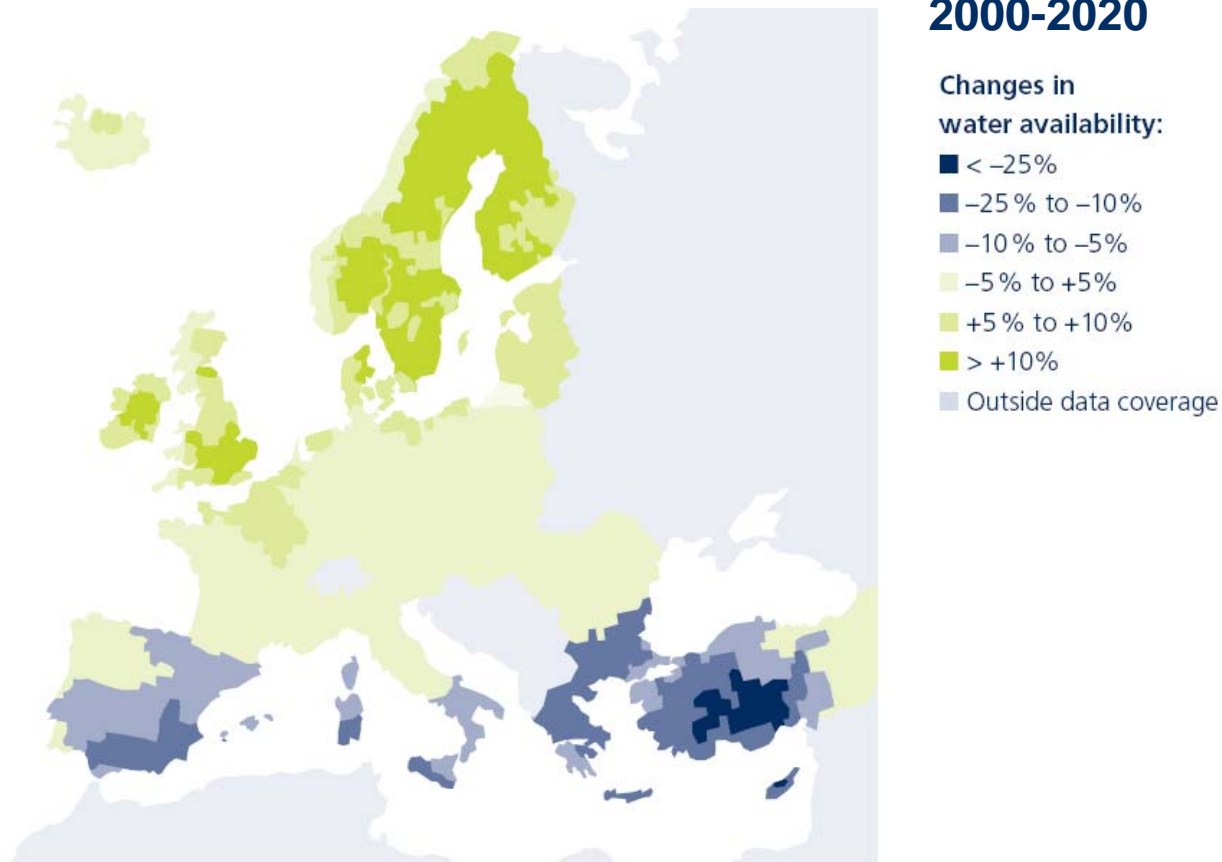 2000-2020
Changes in
water availability:
< –25%
–25 % to –10%
–10 % to –5%
–5 % to +5%
+5 % to +10%
> +10%
Outside data coverage